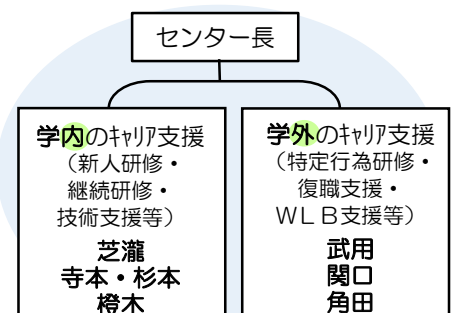 センター長
学内のｷｬﾘｱ支援
（新人研修・
継続研修・
技術支援等）
芝瀧
寺本・杉本
橙木
学外のｷｬﾘｱ支援
（特定行為研修・
復職支援・
ＷＬＢ支援等）
武用
関口
角田